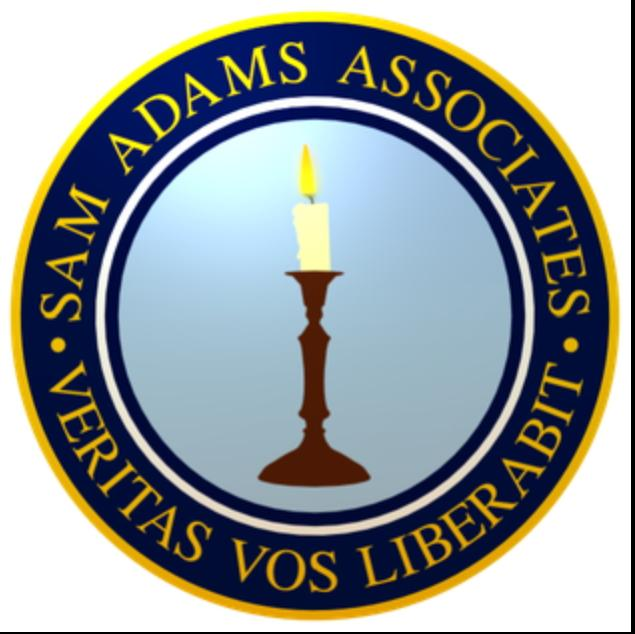 SAM ADAMS ASSOCIATES
• VERITAS VOS LIBERABIT •